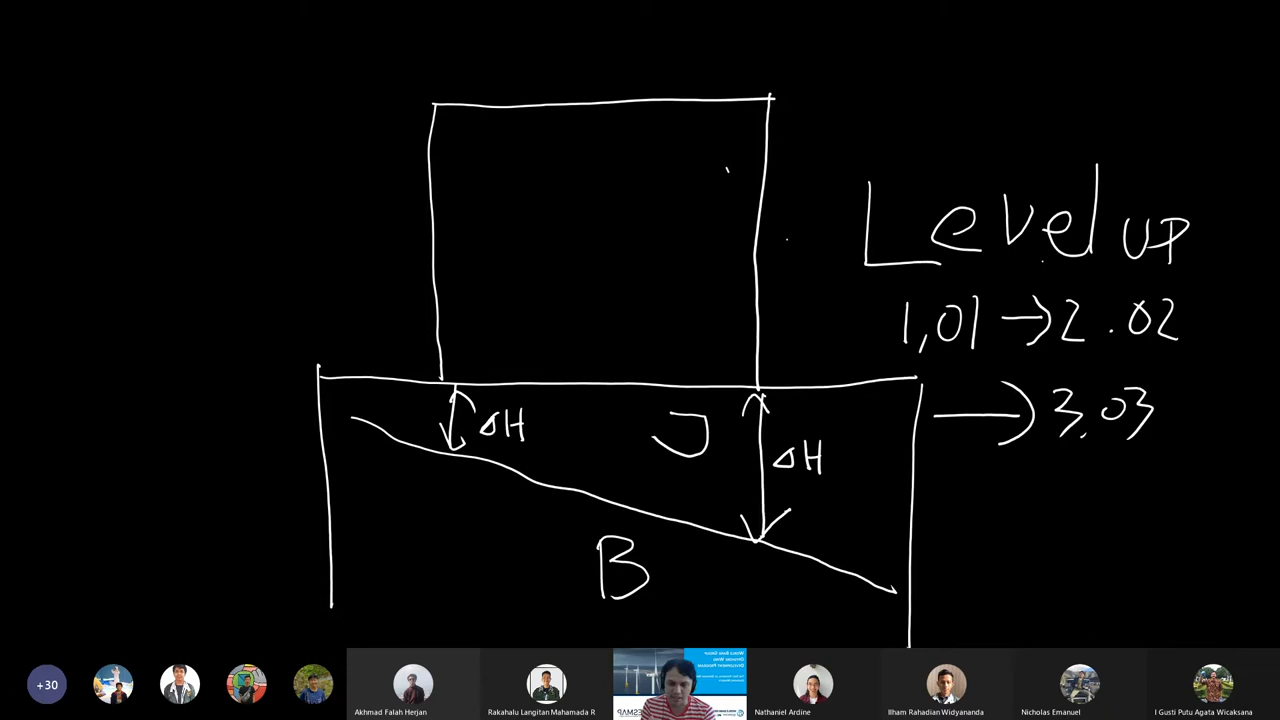 Level up
1,01 → 2.02
→ 3.03
ΔH
J
ΔH
B
+30
Akhmad Falah Herjan
Rakahalu Langitan Mahamada R
Nathaniel Ardine
Ilham Rahadian Widyananda
Nicholas Emanuel
I Gusti Putu Agata Wicaksana